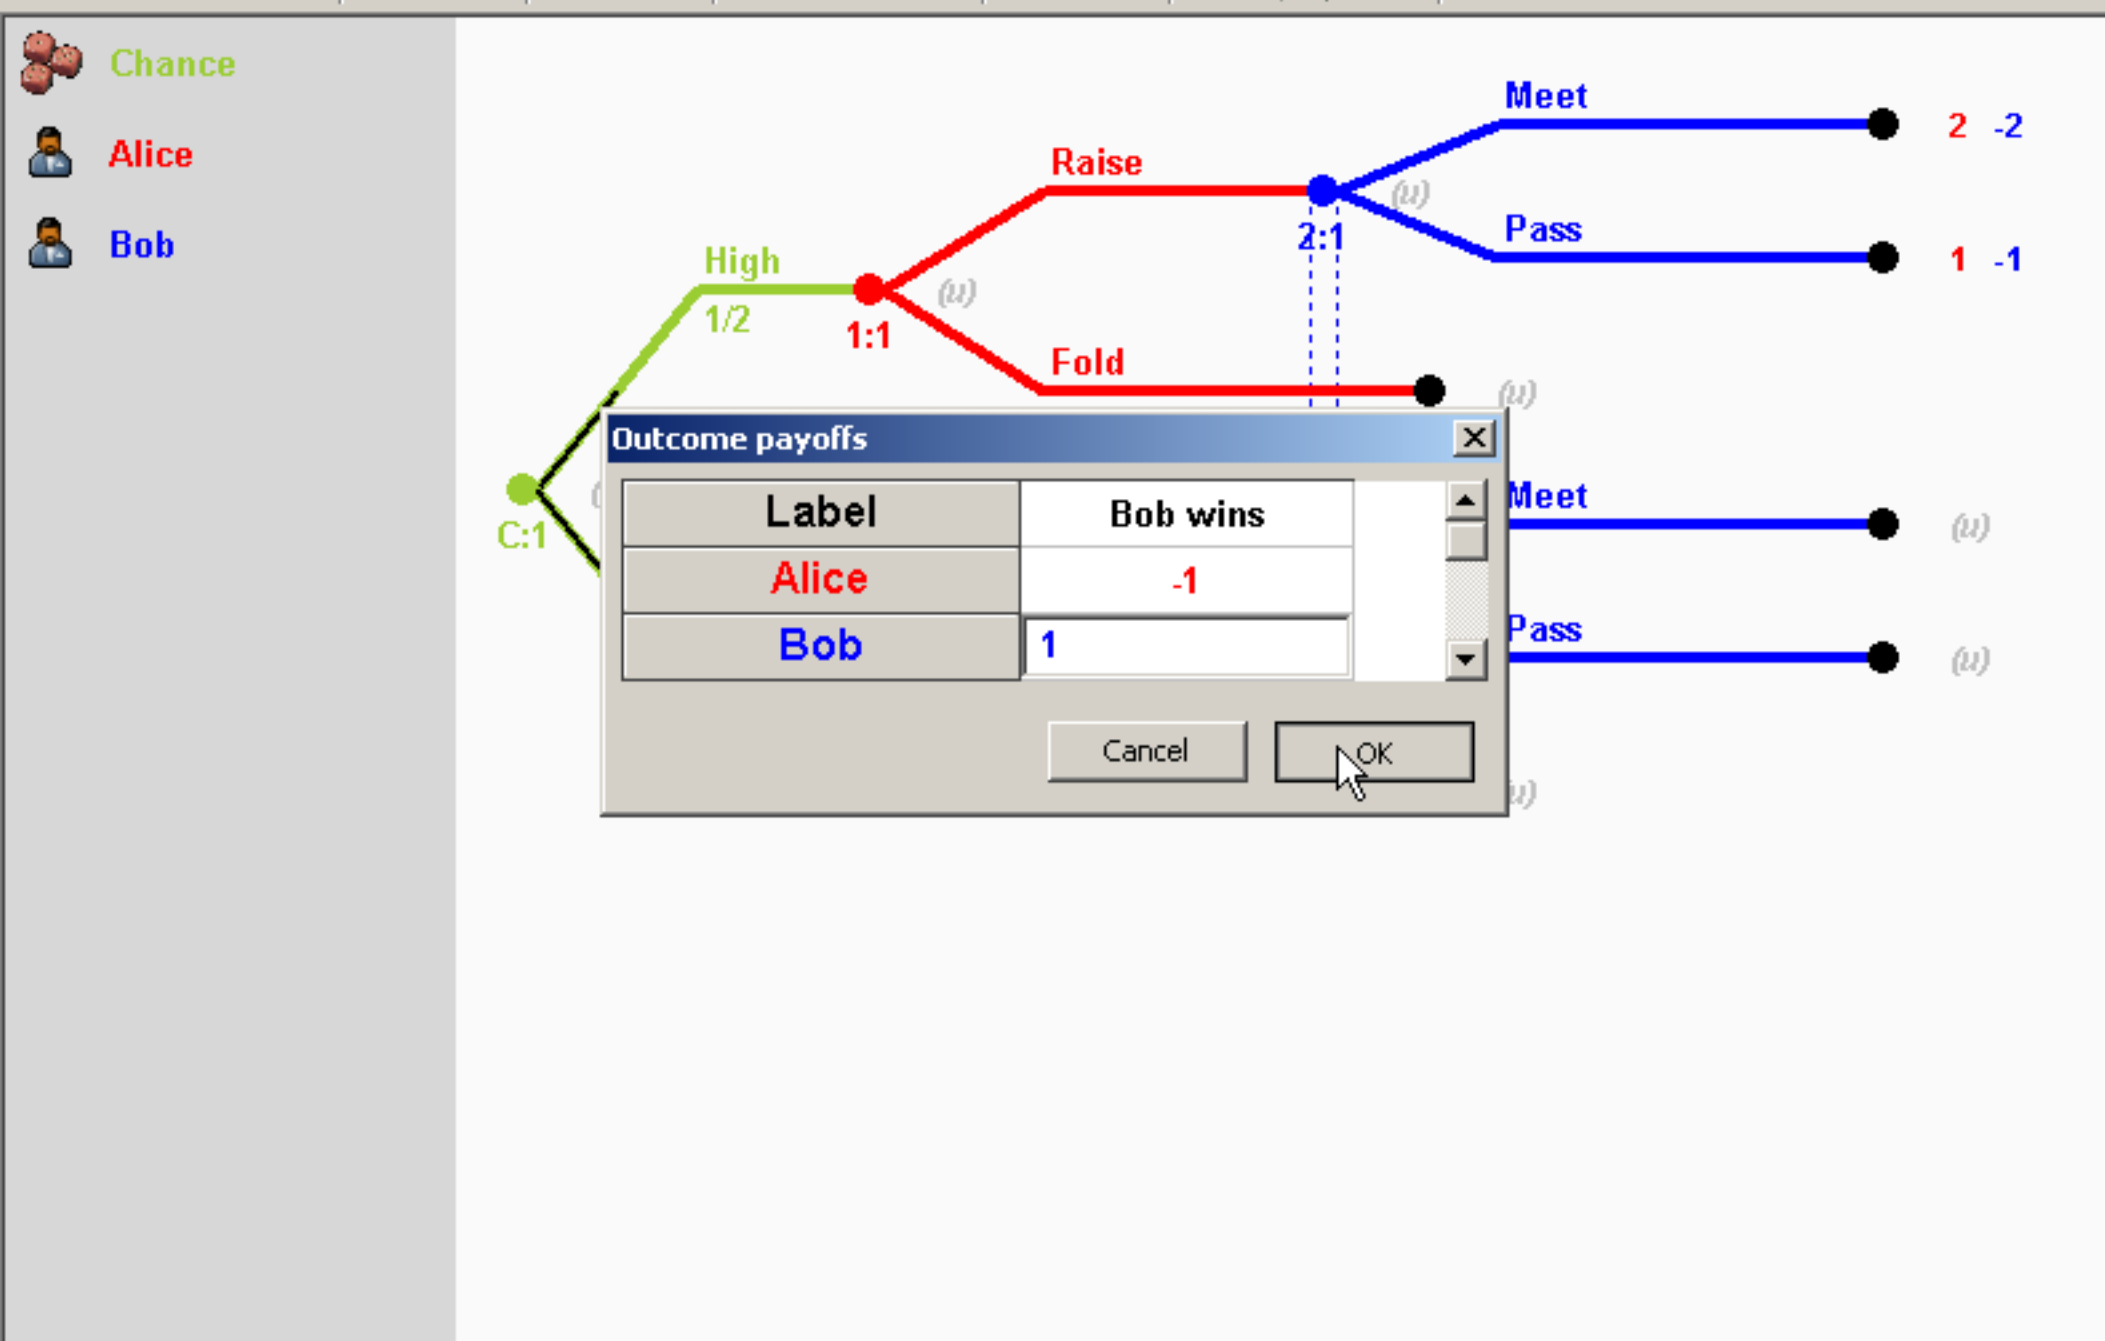 Chance
Alice
Bob
Meet
2 -2
Raise
(u)
2:1
Pass
1 -1
High
1/2
(u)
1:1
Fold
(u)
Outcome payoffs
Label Bob wins
Alice -1
Bob 1
Cancel OK
C:1
Meet
(u)
Pass
(u)
u)